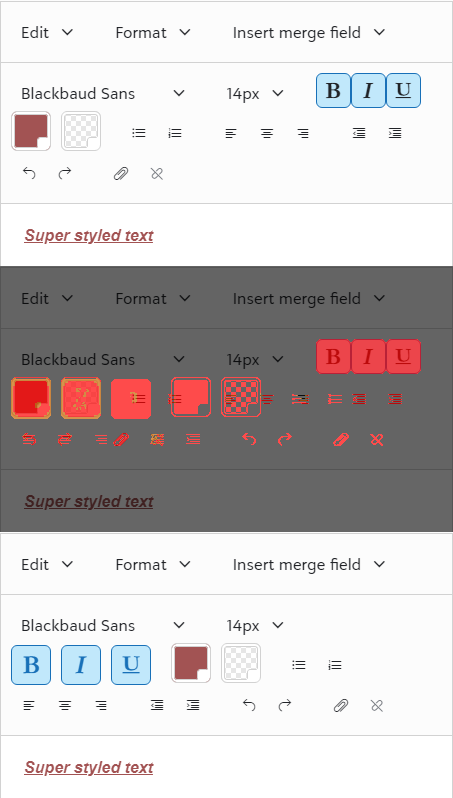 Edit Format Insert merge field
Blackbaud Sans 14px B I U
Super styled text
Edit Format Insert merge field
Blackbaud Sans 14px B I U
Super styled text
Edit Format Insert merge field
Blackbaud Sans 14px
B I U
Super styled text